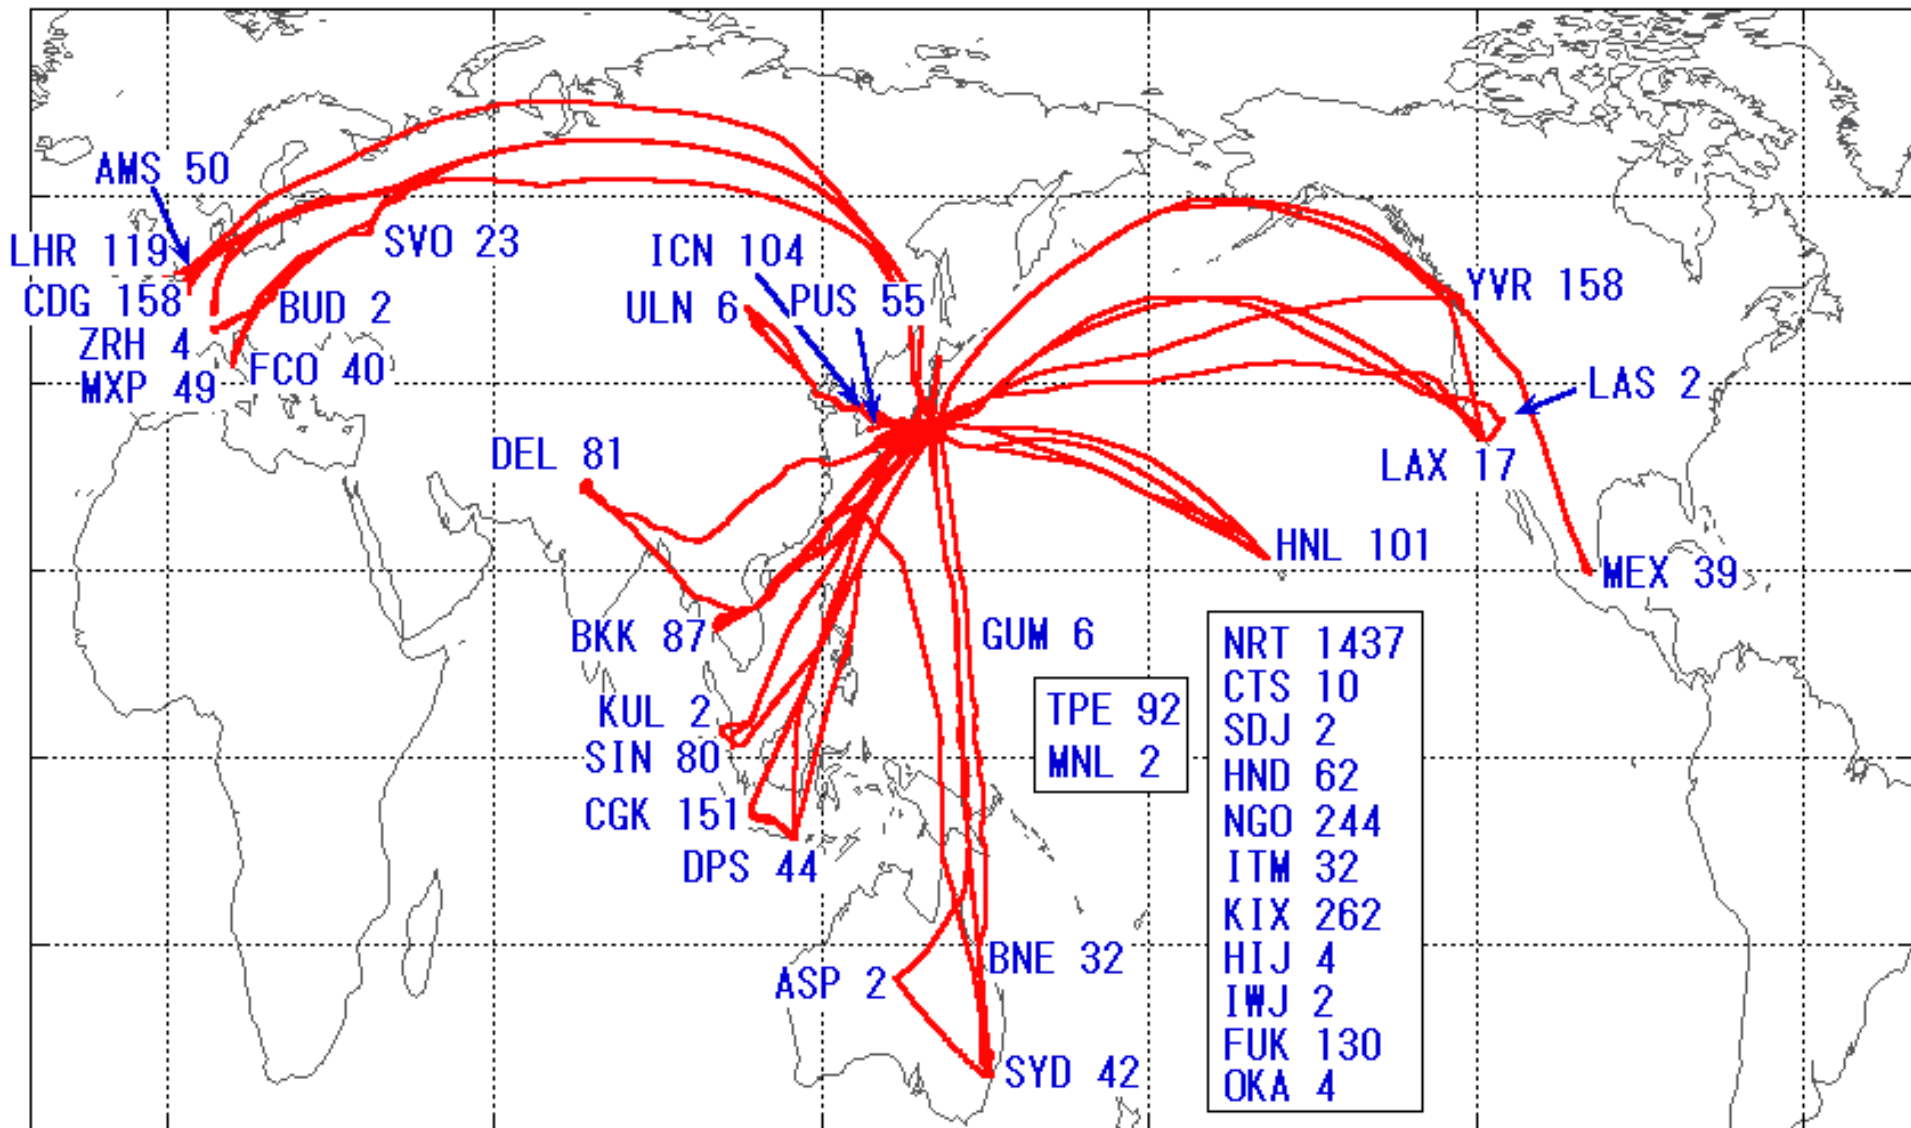 AMS 50
LHR 119
SVO 23
ICN 104
CDG 158
BUD 2
ULN 6
PUS 55
YVR 158
ZRH 4
FCO 40
MXP 49
LAS 2
DEL 81
LAX 17
HNL 101
MEX 39
BKK 87
GUM 6
KUL 2
SIN 80
CGK 151
DPS 44
TPE 92
MNL 2
NRT 1437
CTS 10
SDJ 2
HND 62
NGO 244
ITM 32
KIX 262
HIJ 4
IWJ 2
FUK 130
OKA 4
BNE 32
ASP 2
SYD 42